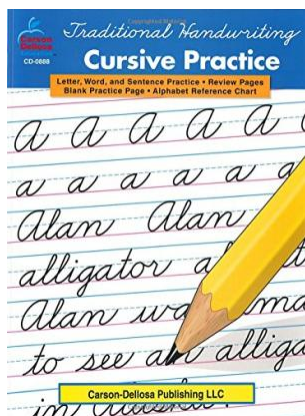 Traditional Handwriting
Carson Dellosa
CD-0888
Cursive Practice
Letter, Word, and Sentence Practice • Review Pages
Blank Practice Page • Alphabet Reference Chart
a a a a a a
a a a a a a
Alan Alan
alligator
Alan
to see an
in
Carson-Dellosa Publishing LLC